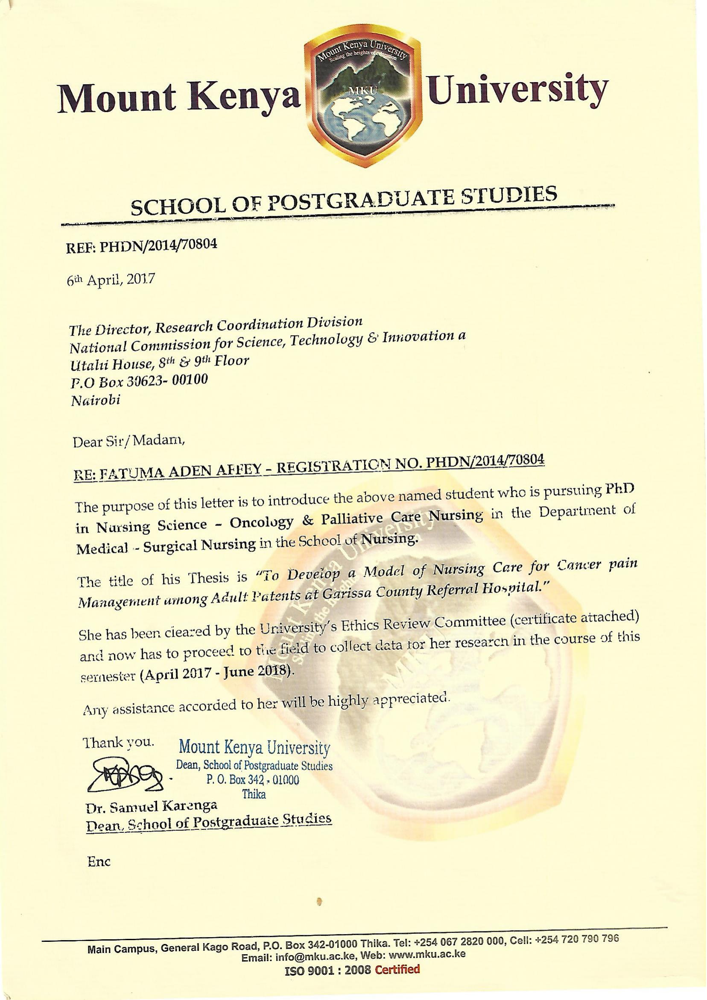 Mount Kenya University
Scaling the heights of education
MKU
Mount Kenya University
SCHOOL OF POSTGRADUATE STUDIES
REF: PHDN/2014/70804
6th April, 2017
The Director, Research Coordination Division
National Commission for Science, Technology & Innovation a
Utalii House, 8th & 9th Floor
P.O Box 30623- 00100
Nairobi
Dear Sir/Madam,
RE: FATUMA ADEN AFFEY – REGISTRATION NO. PHDN/2014/70804
The purpose of this letter is to introduce the above named student who is pursuing PhD
in Nursing Science – Oncology & Palliative Care Nursing in the Department of
Medical - Surgical Nursing in the School of Nursing.
The title of his Thesis is “To Develop a Model of Nursing Care for Cancer pain
Management among Adult Patents at Garissa County Referral Hospital.”
She has been cleared by the University's Ethics Review Committee (certificate attached)
and now has to proceed to the field to collect data for her research in the course of this
semester (April 2017 - June 2018).
Any assistance accorded to her will be highly appreciated.
Thank you.
Mount Kenya University
Dean, School of Postgraduate Studies
P. O. Box 342 - 01000
Thika
Dr. Samuel Karenga
Dean, School of Postgraduate Studies
Enc
Main Campus, General Kago Road, P.O. Box 342-01000 Thika. Tel: +254 067 2820 000, Cell: +254 720 790 796
Email: info@mku.ac.ke, Web: www.mku.ac.ke
ISO 9001 : 2008 Certified